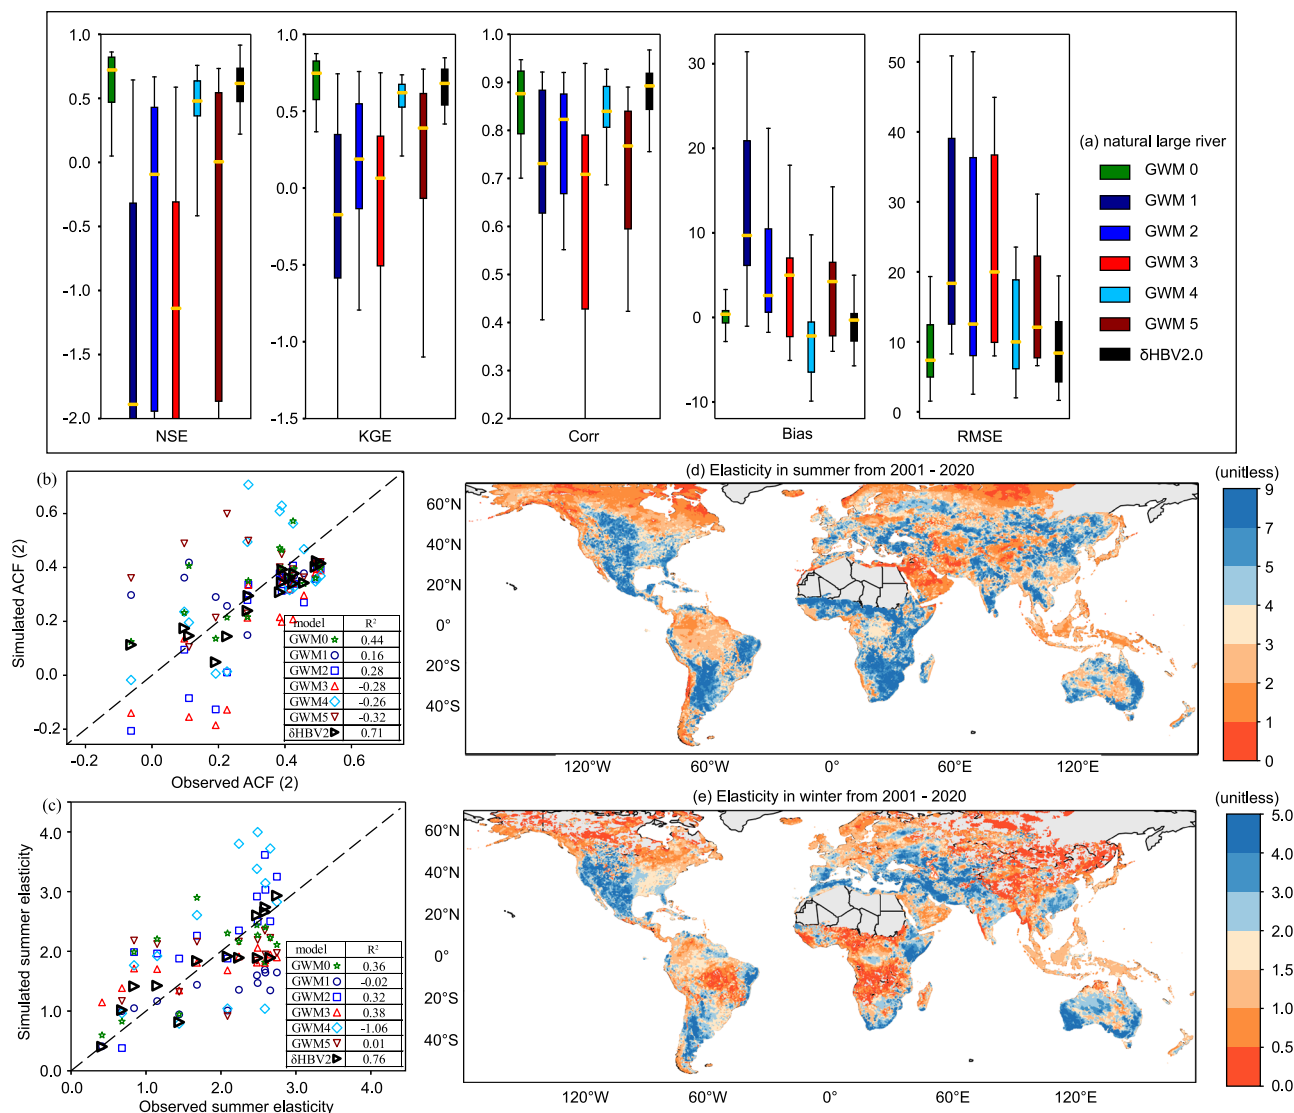 1.0
0.5
0.0
-0.5
-1.0
-1.5
-2.0
NSE
1.0
0.5
0.0
-0.5
-1.0
-1.5
KGE
1.0
0.9
0.8
0.7
0.6
0.5
0.4
0.3
0.2
Corr
30
20
10
0
-10
Bias
50
40
30
20
10
0
RMSE
(a) natural large river
GWM 0
GWM 1
GWM 2
GWM 3
GWM 4
GWM 5
δHBV2.0
(b)
0.6
0.4
0.2
0.0
-0.2
Simulated ACF (2)
model R²
GWM0 0.44
GWM1 0.16
GWM2 0.28
GWM3 -0.28
GWM4 -0.26
GWM5 -0.32
δHBV2 0.71
-0.2 0.0 0.2 0.4 0.6
Observed ACF (2)
(c)
4.0
3.0
2.0
1.0
0.0
Simulated summer elasticity
model R²
GWM0 0.36
GWM1 -0.02
GWM2 0.32
GWM3 0.38
GWM4 -1.06
GWM5 0.01
δHBV2 0.76
0.0 1.0 2.0 3.0 4.0
Observed summer elasticity
(d) Elasticity in summer from 2001 - 2020
60°N
40°N
20°N
0°
20°S
40°S
120°W 60°W 0° 60°E 120°E
(unitless)
9
7
5
4
3
2
1
0
(e) Elasticity in winter from 2001 - 2020
60°N
40°N
20°N
0°
20°S
40°S
120°W 60°W 0° 60°E 120°E
(unitless)
5.0
4.0
3.0
2.0
1.5
1.0
0.5
0.0